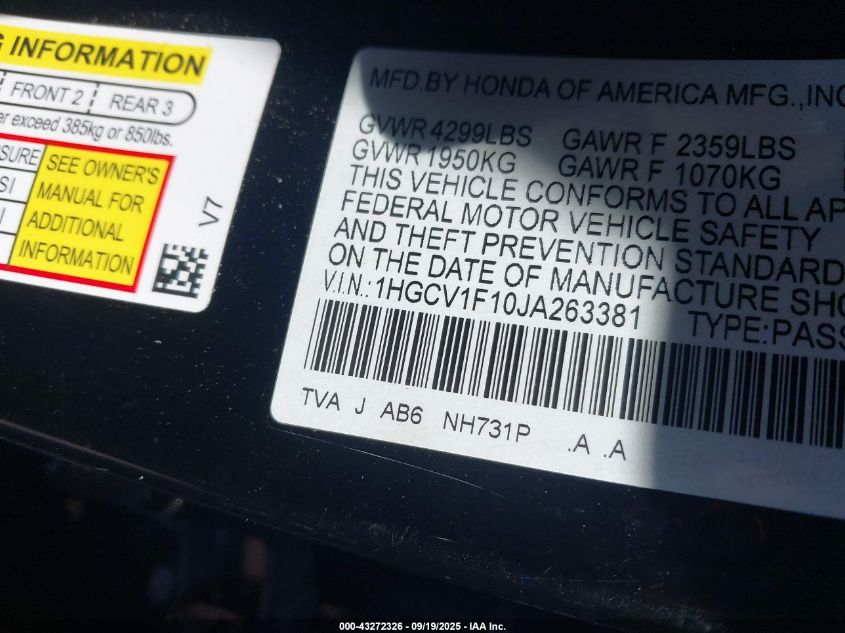 G INFORMATION
FRONT 2 REAR 3
er exceed 385kg or 850lbs.
SURE SEE OWNER'S
SI MANUAL FOR
I ADDITIONAL
INFORMATION
V7
MFD.BY HONDA OF AMERICA MFG.,INC
GVWR 4299LBS GAWR F 2359LBS
GVWR 1950KG GAWR F 1070KG
THIS VEHICLE CONFORMS TO ALL AP
FEDERAL MOTOR VEHICLE SAFETY
AND THEFT PREVENTION STANDARD
ON THE DATE OF MANUFACTURE SHO
V.I.N.:1HGCV1F10JA263381 TYPE:PASS
TVA J AB6 NH731P .A .A
000-43272326 - 09/19/2025 - IAA Inc.